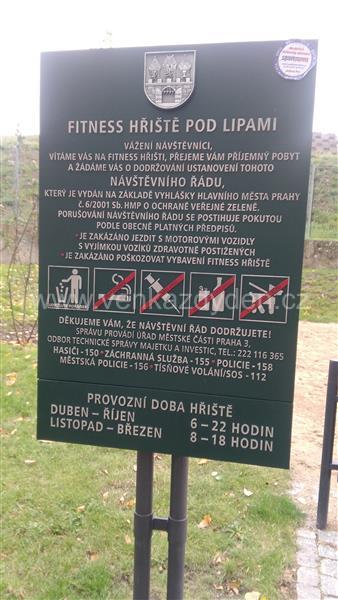 FITNESS HŘIŠTĚ POD LIPAMI
VÁŽENÍ NÁVŠTĚVNÍCI,
VÍTÁME VÁS NA FITNESS HŘIŠTI, PŘEJEME VÁM PŘÍJEMNÝ POBYT
A ŽÁDÁME VÁS O DODRŽOVÁNÍ USTANOVENÍ TOHOTO
NÁVŠTĚVNÍHO ŘÁDU,
KTERÝ JE VYDÁN NA ZÁKLADĚ VYHLÁŠKY HLAVNÍHO MĚSTA PRAHY
č. 6/2001 Sb. HMP O OCHRANĚ VEŘEJNÉ ZELENĚ.
PORUŠOVÁNÍ NÁVŠTĚVNÍHO ŘÁDU SE POSTIHUJE POKUTOU
PODLE OBECNĚ PLATNÝCH PŘEDPISŮ.
*JE ZAKÁZÁNO JEZDIT S MOTOROVÝMI VOZIDLY
S VYJÍMKOU VOZÍKŮ ZDRAVOTNĚ POSTIŽENÝCH
*JE ZAKÁZÁNO POŠKOZOVAT VYBAVENÍ FITNESS HŘIŠTĚ
www.venkazdyden.cz
DĚKUJEME VÁM, ŽE NÁVŠTĚVNÍ ŘÁD DODRŽUJETE!
SPRÁVU PROVÁDÍ ÚŘAD MĚSTSKÉ ČÁSTI PRAHA 3,
ODBOR TECHNICKÉ SPRÁVY MAJETKU A INVESTIC, TEL.: 222 116 365
HASIČI - 150 * ZÁCHRANNÁ SLUŽBA - 155 * POLICIE - 158
MĚSTSKÁ POLICIE - 156 * TÍSŇOVÉ VOLÁNÍ/SOS - 112
PROVOZNÍ DOBA HŘIŠTĚ
DUBEN – ŘÍJEN 6 – 22 HODIN
LISTOPAD – BŘEZEN 8 – 18 HODIN